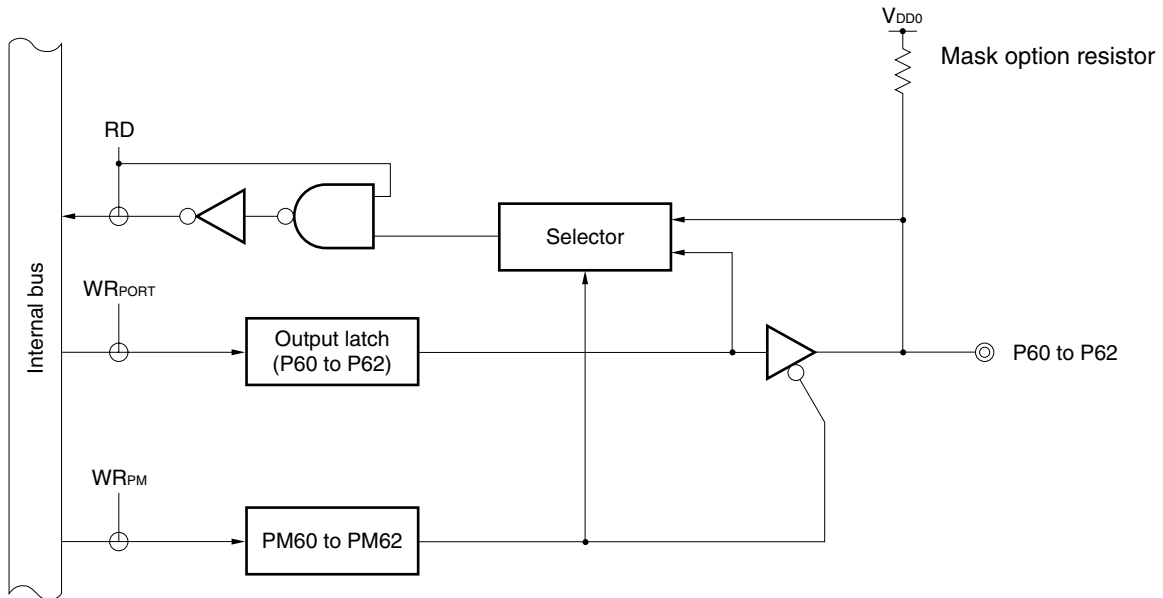 VDD0
Mask option resistor
RD
Selector
WRPORT
Internal bus
Output latch
(P60 to P62)
P60 to P62
WRPM
PM60 to PM62